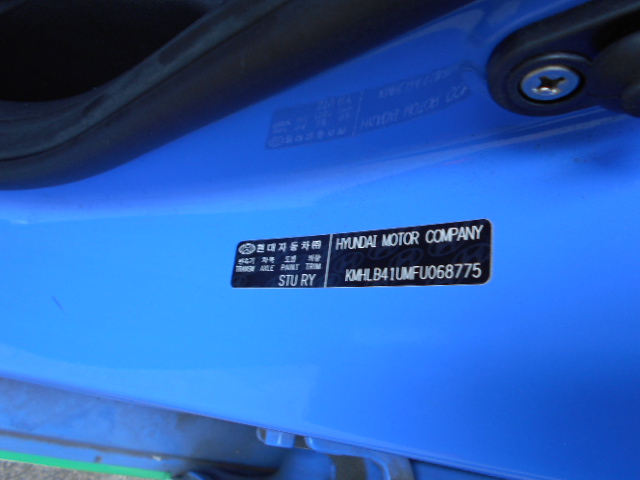 현대자동차㈜
변속기 차축 도장 내장
TRANSM AXLE PAINT TRIM
STU RY
HYUNDAI MOTOR COMPANY
KMHLB41UMFU068775